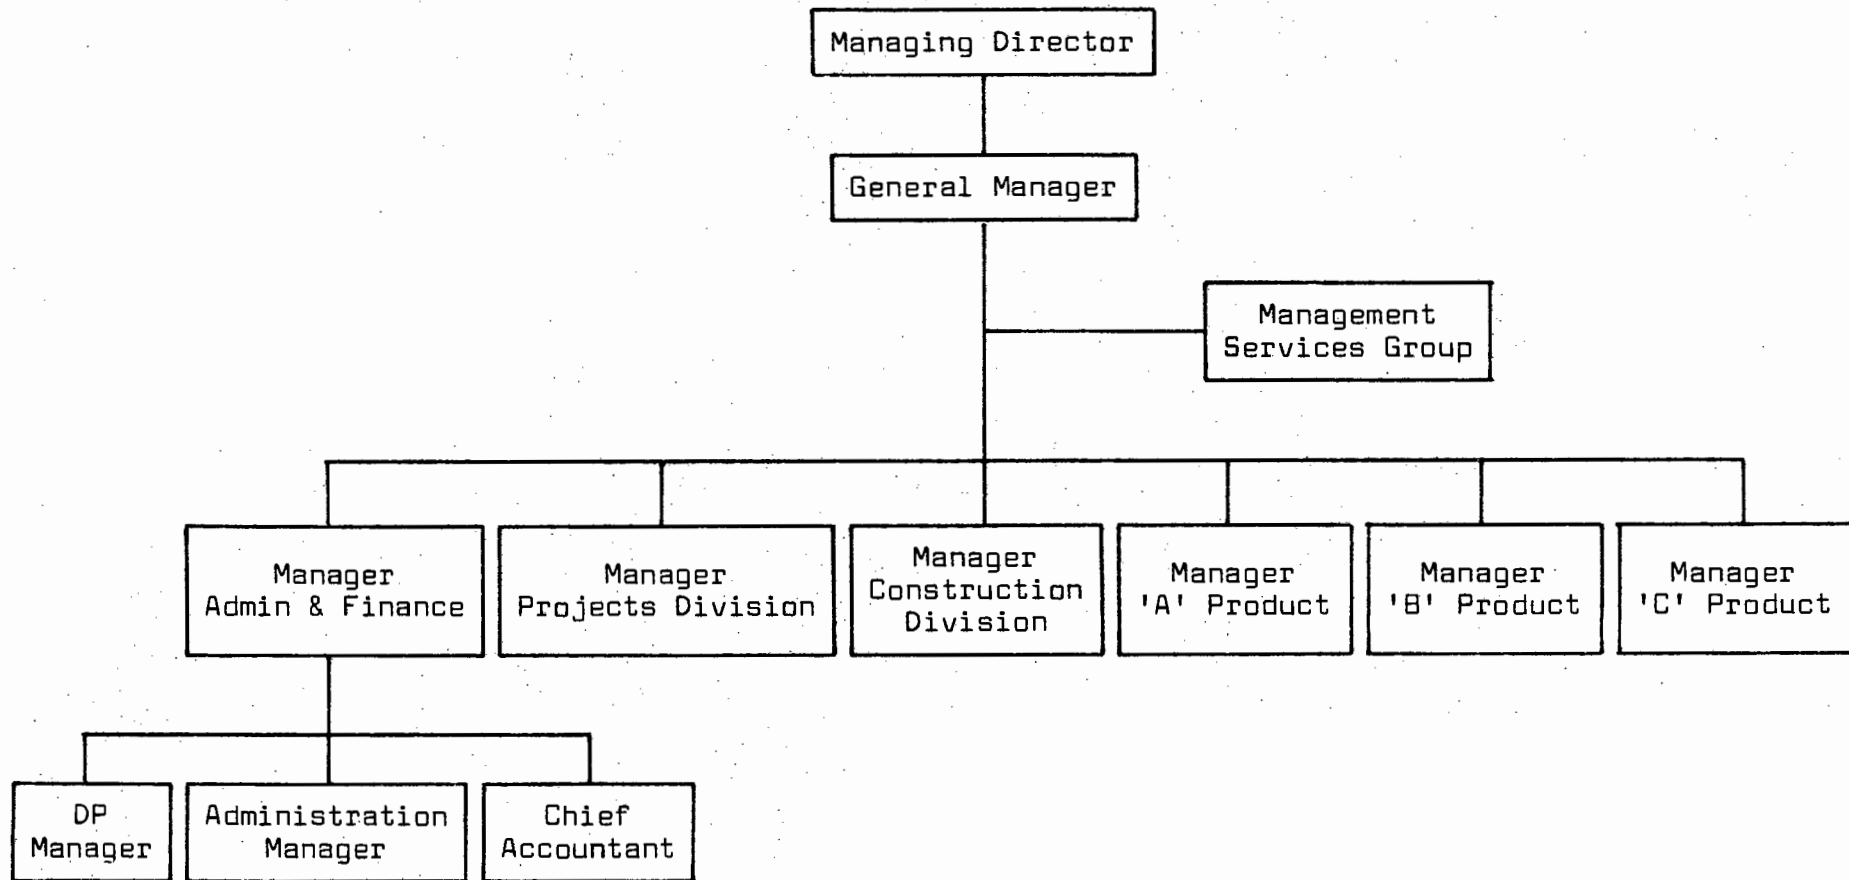 Managing Director
General Manager
Management
Services Group
Manager
Admin & Finance
Manager
Projects Division
Manager
Construction
Division
Manager
'A' Product
Manager
'B' Product
Manager
'C' Product
DP
Manager
Administration
Manager
Chief
Accountant